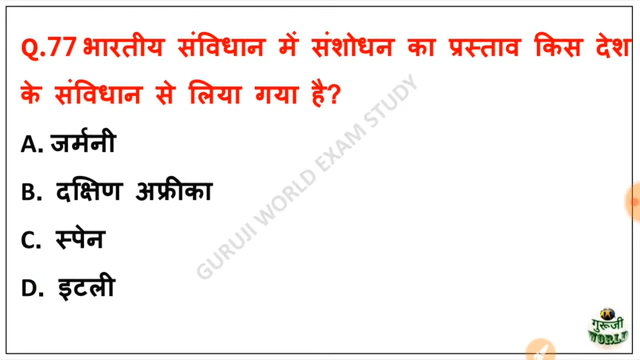 Q.77 भारतीय संविधान में संशोधन का प्रस्ताव किस देश
के संविधान से लिया गया है?
A. जर्मनी
B. दक्षिण अफ्रीका
C. स्पेन
D. इटली
GURUJI WORLD EXAM STUDY
गुरूजी
WORLD